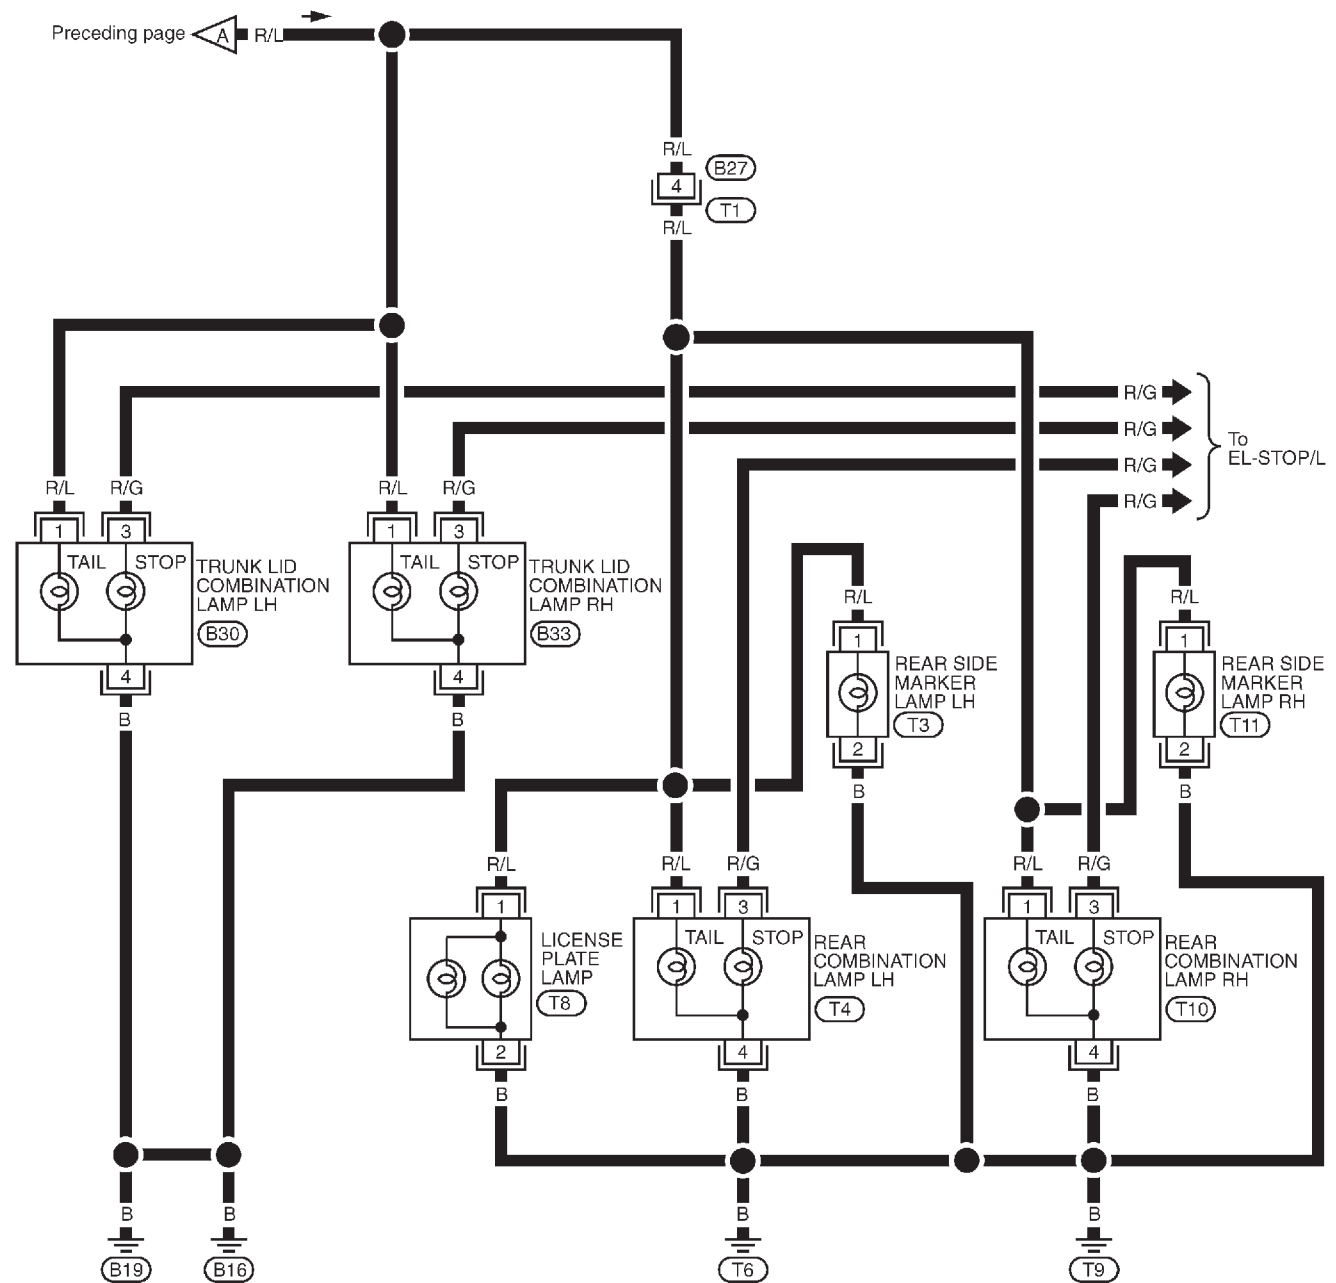 Preceding page A R/L
R/L
B27
4
T1
R/L
R/G
R/G
R/G
R/G
To
EL-STOP/L
R/L R/G
R/L R/G
1 3
1 3
TAIL STOP
TRUNK LID
COMBINATION
LAMP LH
B30
TAIL STOP
TRUNK LID
COMBINATION
LAMP RH
B33
4
4
B
B
R/L
1
REAR SIDE
MARKER
LAMP LH
T3
2
B
R/L
1
REAR SIDE
MARKER
LAMP RH
T11
2
B
R/L
R/L R/G
R/L R/G
1
1 3
1 3
LICENSE
PLATE
LAMP
T8
TAIL STOP
REAR
COMBINATION
LAMP LH
T4
TAIL STOP
REAR
COMBINATION
LAMP RH
T10
2
4
4
B
B
B
B
B
B
B
B19
B16
T6
T9